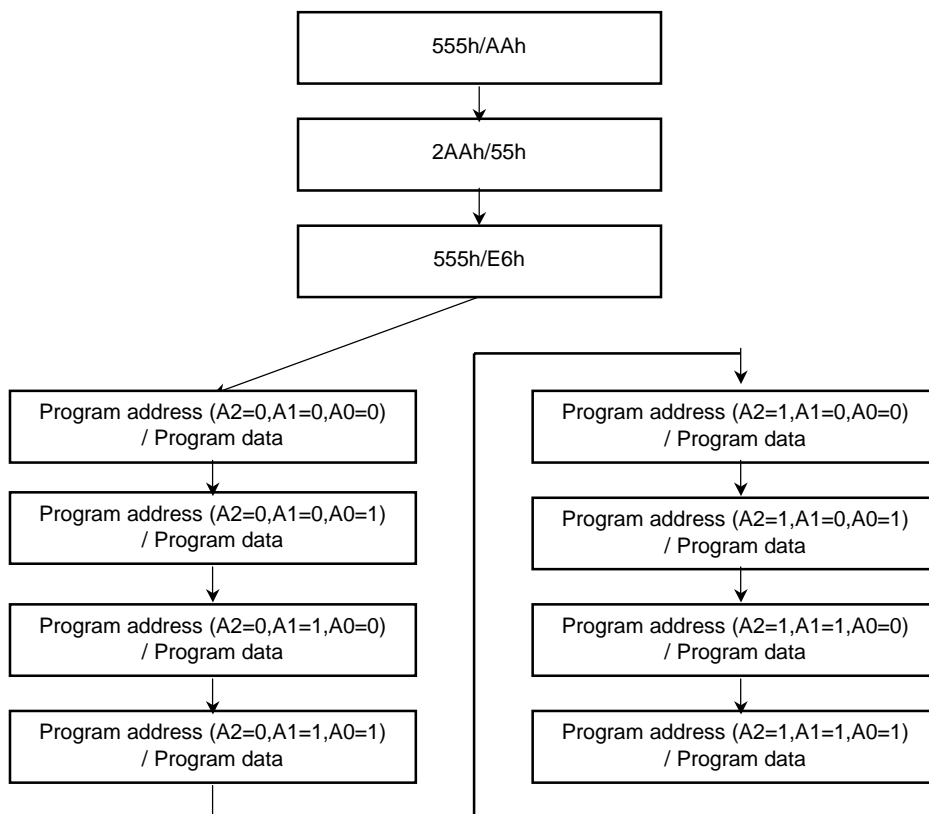 555h/AAh
2AAh/55h
555h/E6h
Program address (A2=0,A1=0,A0=0)
/ Program data
Program address (A2=0,A1=0,A0=1)
/ Program data
Program address (A2=0,A1=1,A0=0)
/ Program data
Program address (A2=0,A1=1,A0=1)
/ Program data
Program address (A2=1,A1=0,A0=0)
/ Program data
Program address (A2=1,A1=0,A0=1)
/ Program data
Program address (A2=1,A1=1,A0=0)
/ Program data
Program address (A2=1,A1=1,A0=1)
/ Program data